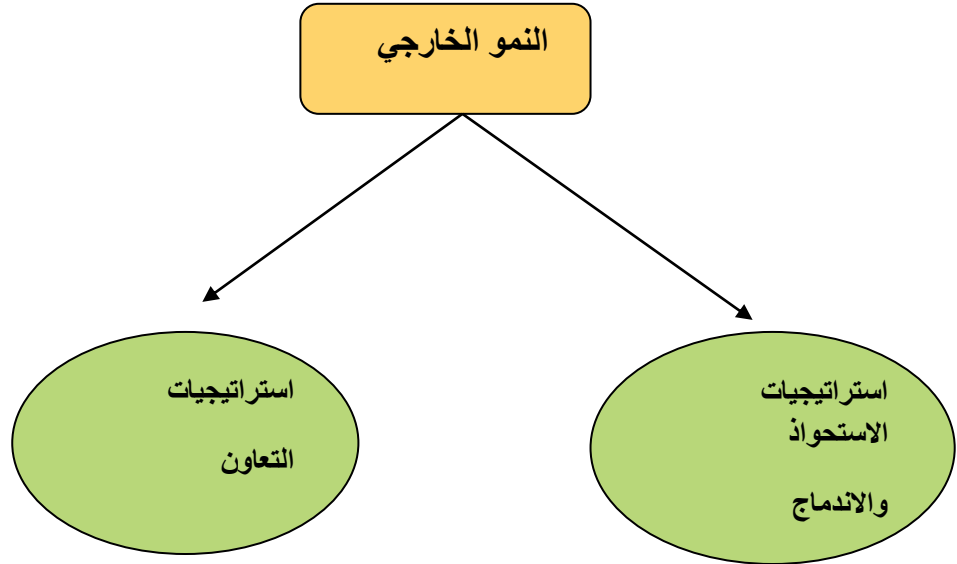 النمو الخارجي
استراتيجيات
الاستحواذ
والاندماج
استراتيجيات
التعاون